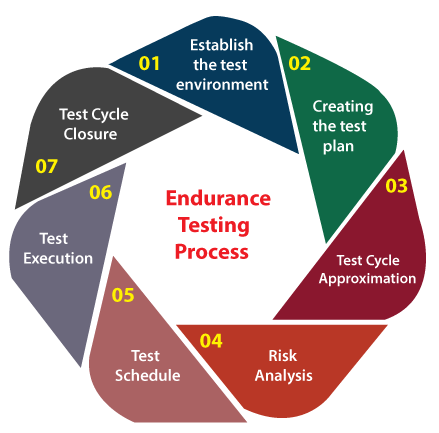 Endurance
Testing
Process
01
Establish
the test
environment
02
Creating
the test
plan
03
Test Cycle
Approximation
04
Risk
Analysis
05
Test
Schedule
06
Test
Execution
07
Test Cycle
Closure